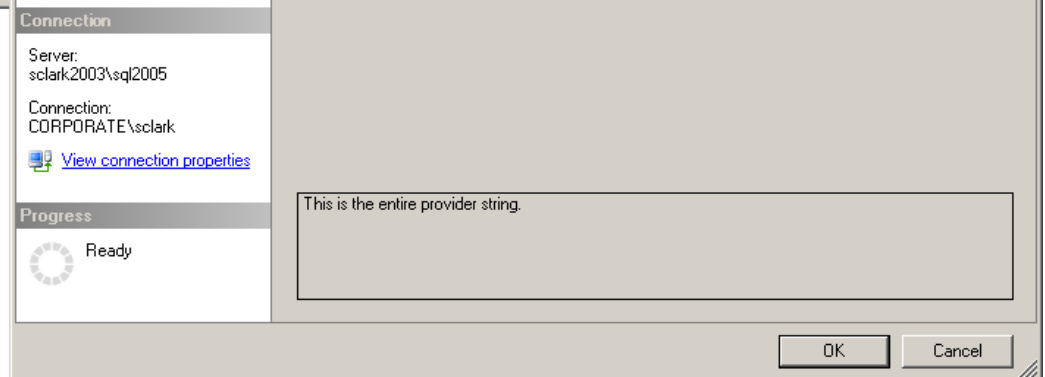 Connection
Server:
sclark2003\sql2005
Connection:
CORPORATE\sclark
View connection properties
This is the entire provider string.
Progress
Ready
OK
Cancel